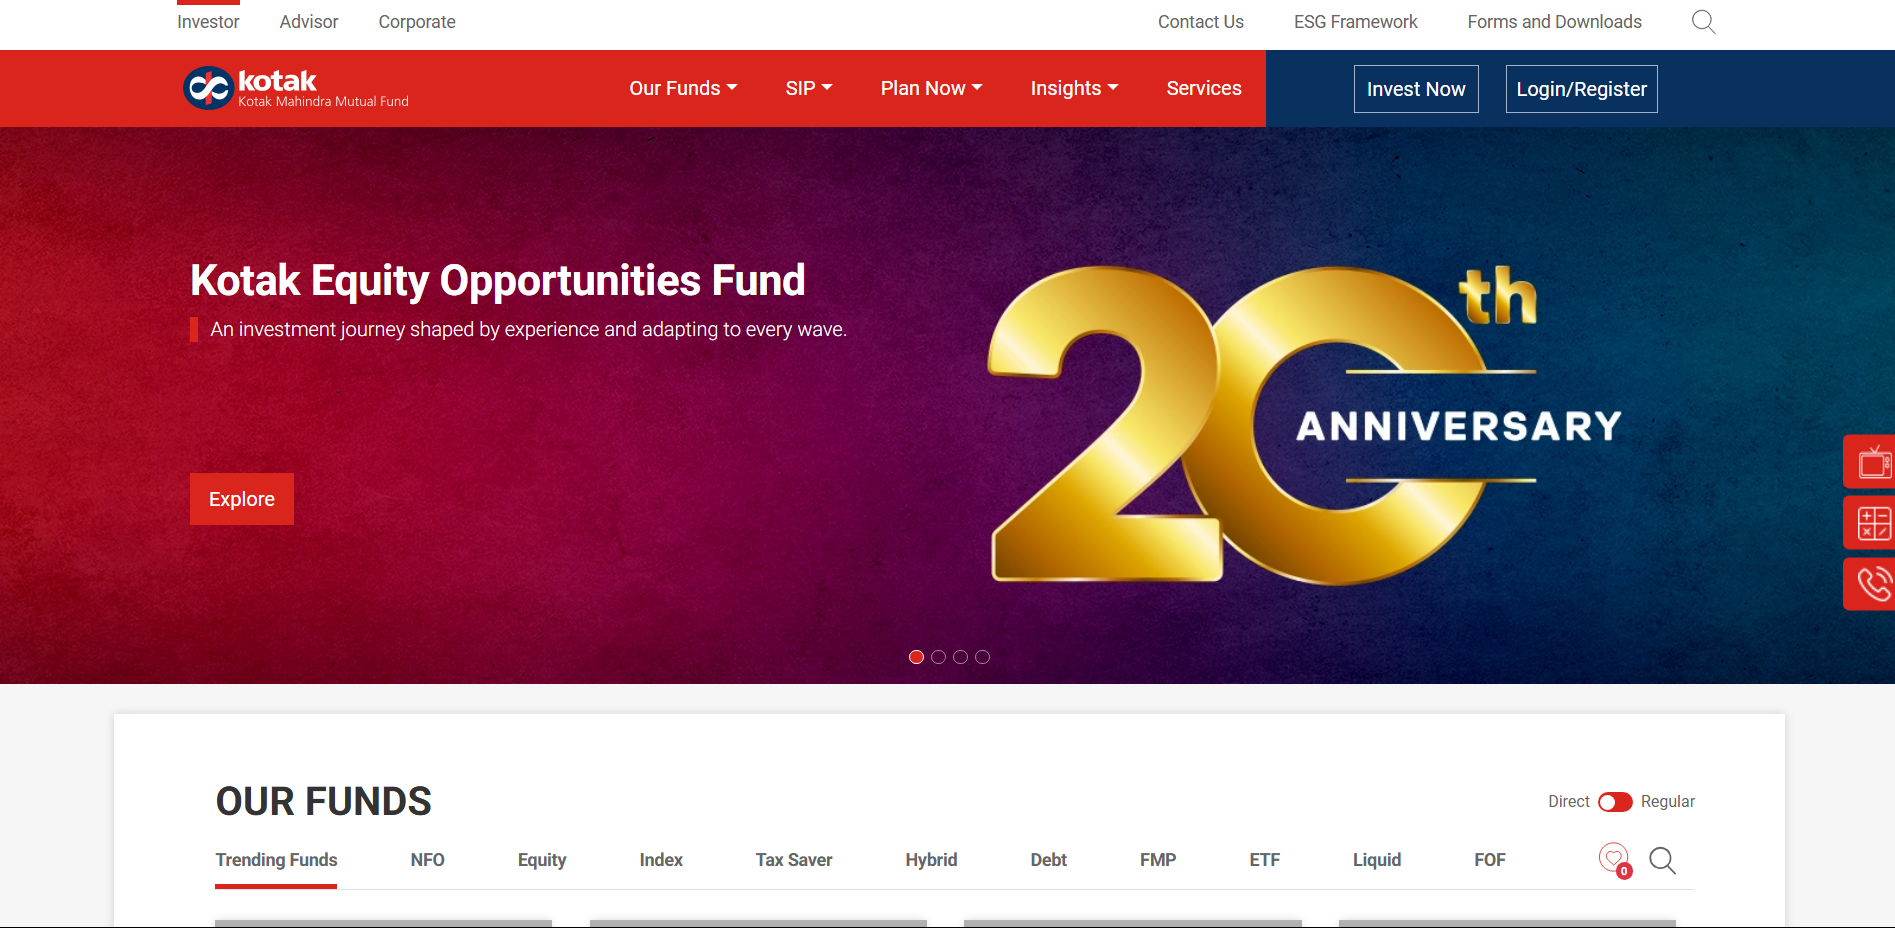 Investor Advisor Corporate Contact Us ESG Framework Forms and Downloads
kotak
Kotak Mahindra Mutual Fund
Our Funds SIP Plan Now Insights Services Invest Now Login/Register
Kotak Equity Opportunities Fund
An investment journey shaped by experience and adapting to every wave.
Explore
20th
ANNIVERSARY
OUR FUNDS
Direct Regular
Trending Funds NFO Equity Index Tax Saver Hybrid Debt FMP ETF Liquid FOF 0